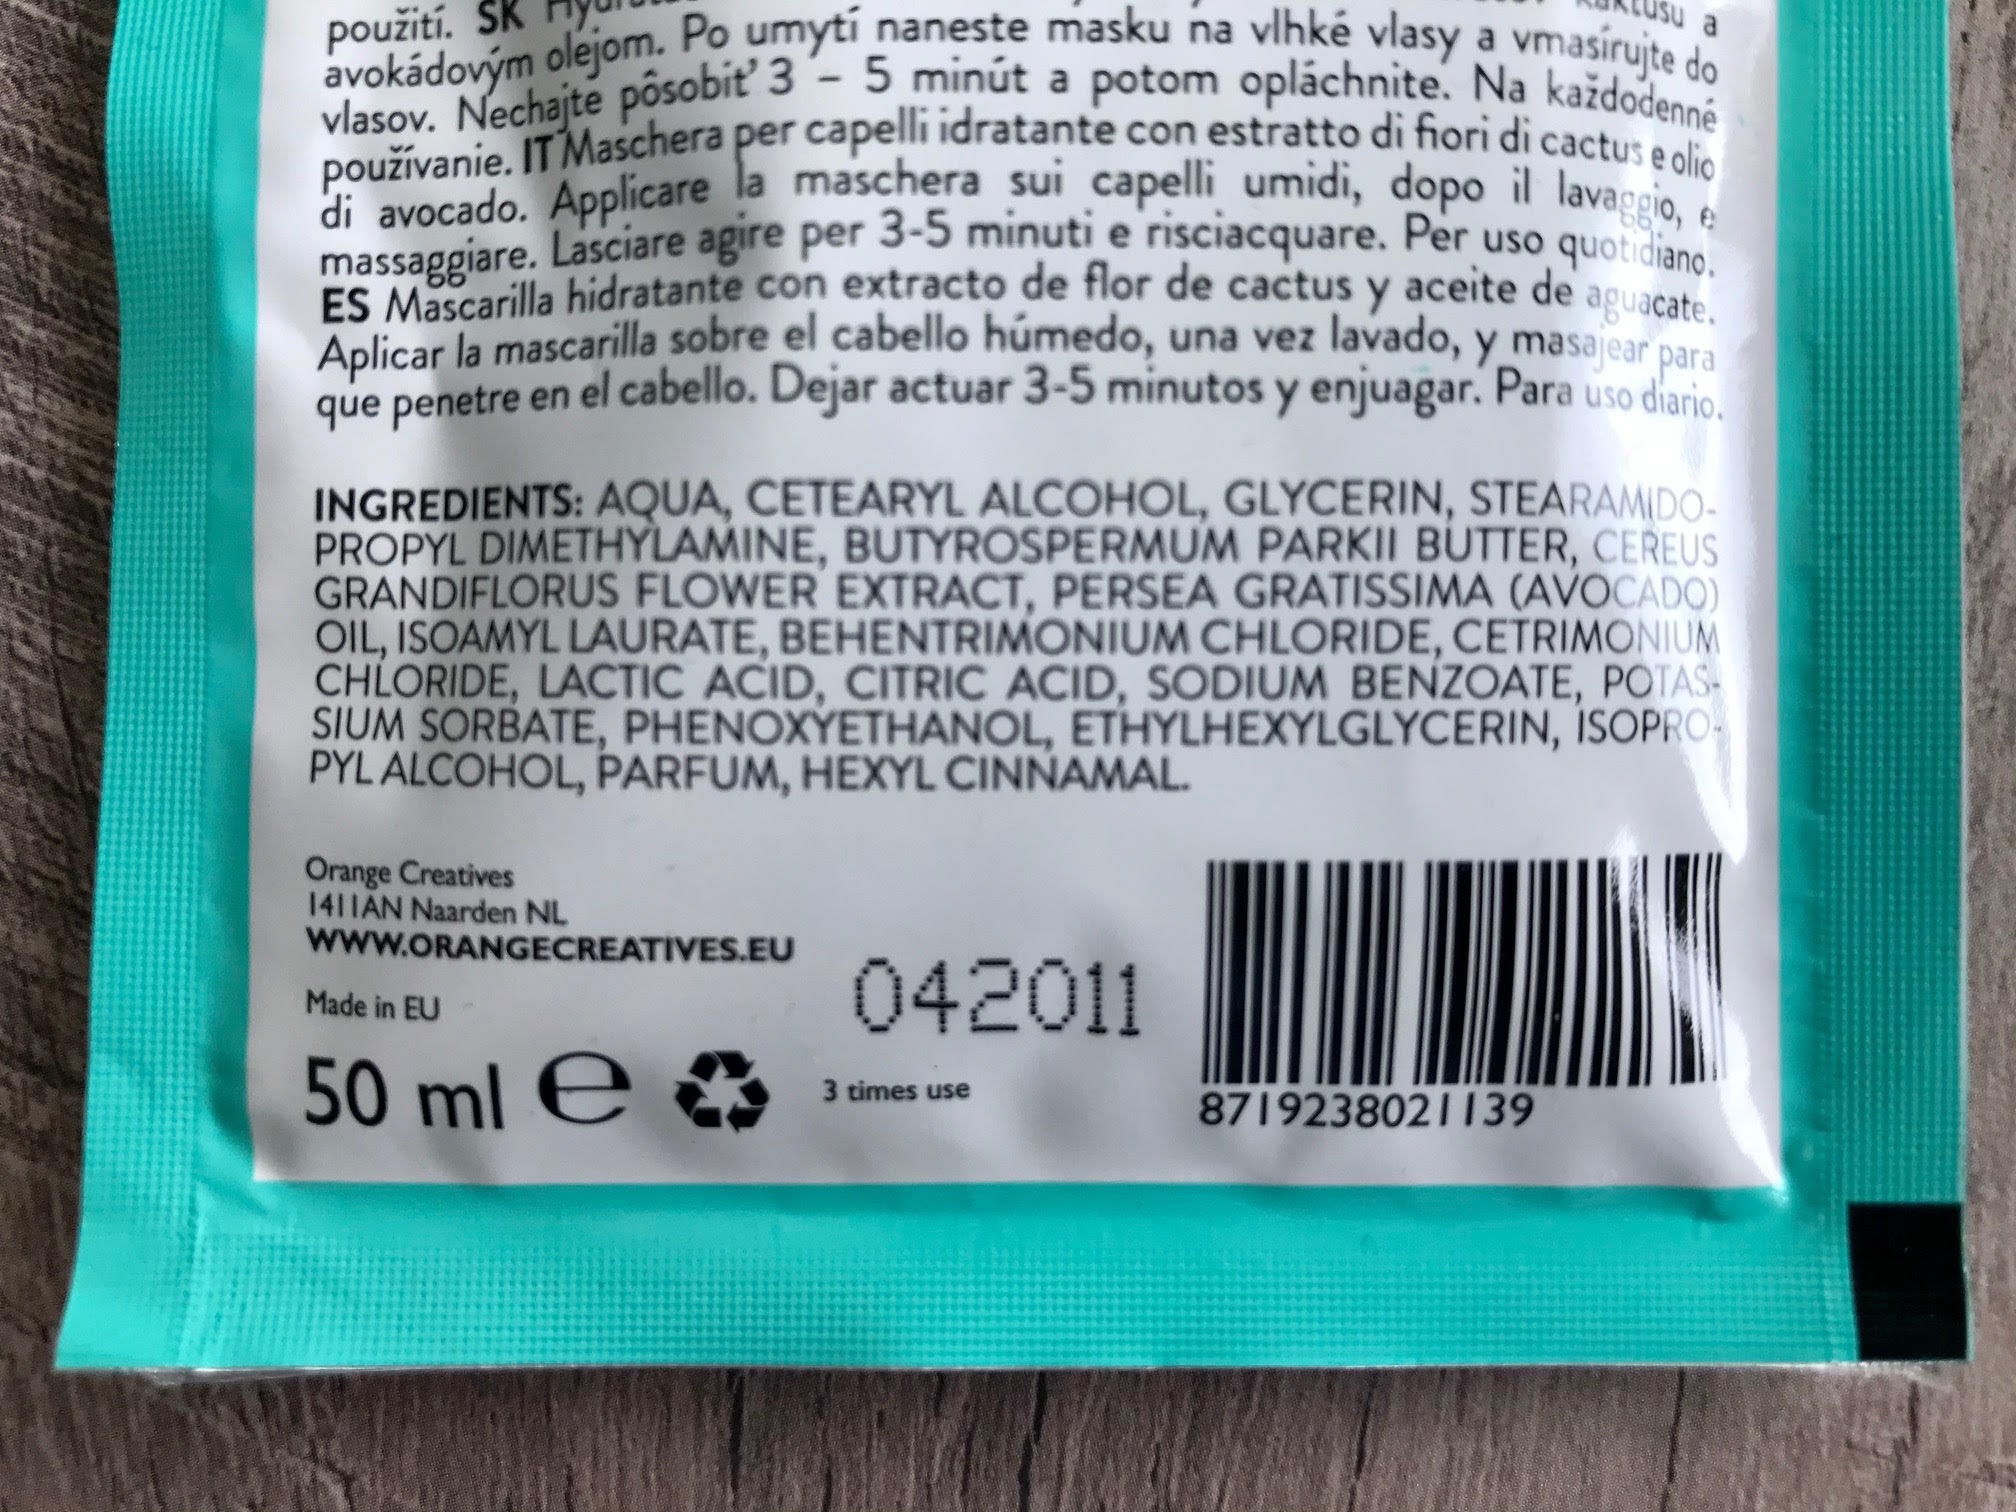 použití. SK
kaktusu a
avokádovým olejom. Po umytí naneste masku na vlhké vlasy a vmasírujte do
vlasov. Nechajte pôsobiť 3 – 5 minút a potom opláchnite. Na každodenné
používanie. IT Maschera per capelli idratante con estratto di fiori di cactus e olio
di avocado. Applicare la maschera sui capelli umidi, dopo il lavaggio, e
massaggiare. Lasciare agire per 3-5 minuti e risciacquare. Per uso quotidiano.
ES Mascarilla hidratante con extracto de flor de cactus y aceite de aguacate.
Aplicar la mascarilla sobre el cabello húmedo, una vez lavado, y masajear para
que penetre en el cabello. Dejar actuar 3-5 minutos y enjuagar. Para uso diario.
INGREDIENTS: AQUA, CETEARYL ALCOHOL, GLYCERIN, STEARAMIDO-
PROPYL DIMETHYLAMINE, BUTYROSPERMUM PARKII BUTTER, CEREUS
GRANDIFLORUS FLOWER EXTRACT, PERSEA GRATISSIMA (AVOCADO)
OIL, ISOAMYL LAURATE, BEHENTRIMONIUM CHLORIDE, CETRIMONIUM
CHLORIDE, LACTIC ACID, CITRIC ACID, SODIUM BENZOATE, POTAS-
SIUM SORBATE, PHENOXYETHANOL, ETHYLHEXYLGLYCERIN, ISOPRO-
PYL ALCOHOL, PARFUM, HEXYL CINNAMAL.
Orange Creatives
1411AN Naarden NL
WWW.ORANGECREATIVES.EU
Made in EU
042011
50 ml e
3 times use
8719238021139